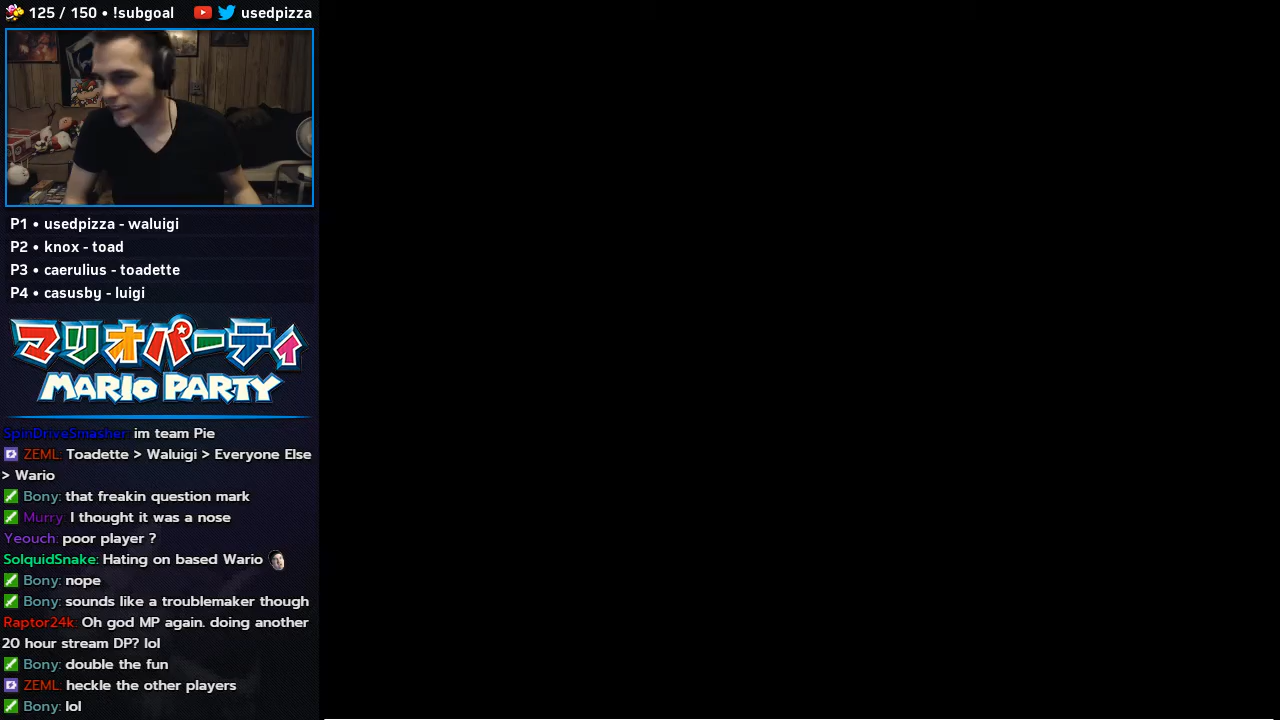 125 / 150 • !subgoal
usedpizza
P1 • usedpizza - waluigi
P2 • knox - toad
P3 • caerulius - toadette
P4 • casusby - luigi
マリオパーティ
MARIO PARTY
SpinDriveSmasher: im team Pie
ZEML: Toadette > Waluigi > Everyone Else
> Wario
Bony: that freakin question mark
Murry: I thought it was a nose
Yeouch: poor player ?
SolquidSnake: Hating on based Wario
Bony: nope
Bony: sounds like a troublemaker though
Raptor24k: Oh god MP again. doing another
20 hour stream DP? lol
Bony: double the fun
ZEML: heckle the other players
Bony: lol